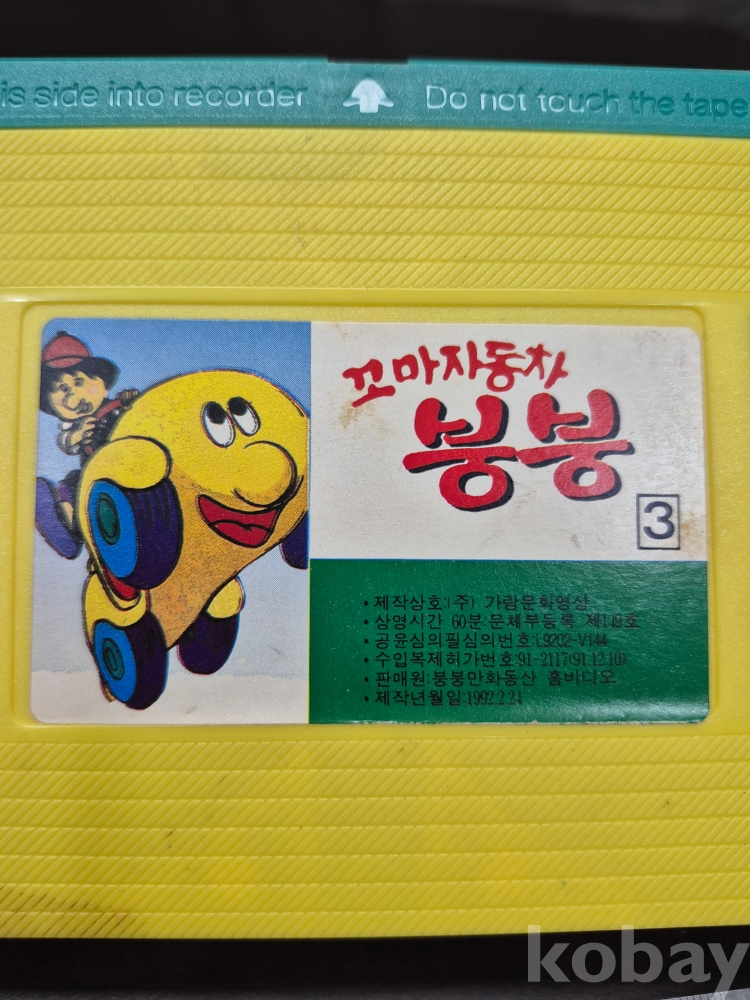 is side into recorder Do not touch the tape
꼬마자동차
붕붕
3
• 제작상호:(주) 가람문화영상
• 상영시간 60분:문체부등록 제149호
• 공윤심의필심의번호:L9202-V144
• 수입복제허가번호:91-2117(91.12.10)
• 판매원:붕붕만화동산 홈비디오
• 제작년월일:1992.2.24
kobay